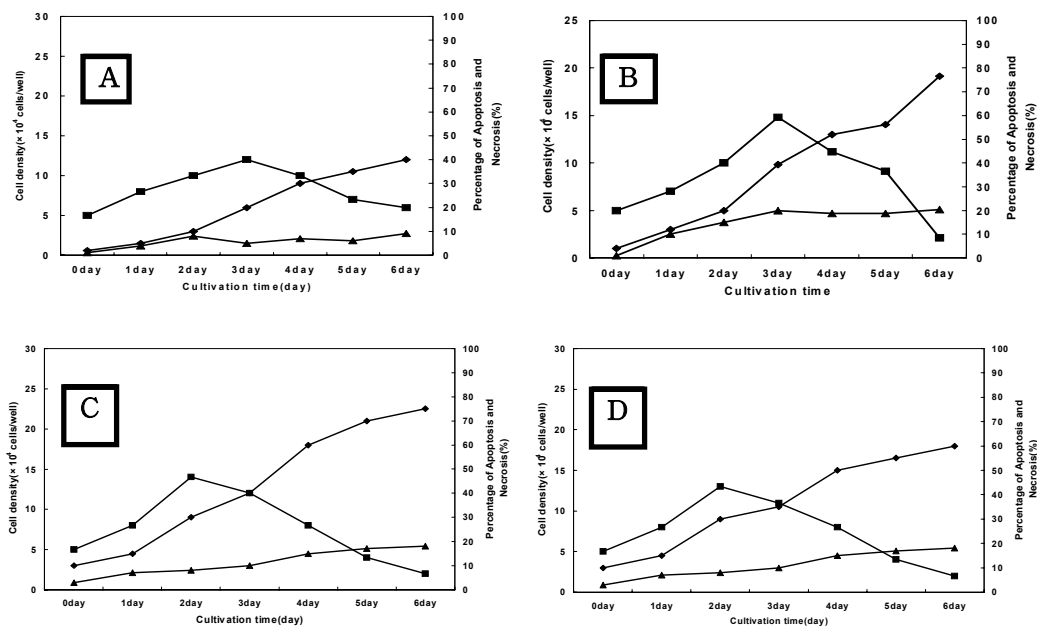 A
Cell density(× 10⁴ cells/well)
30
25
20
15
10
5
0
100
90
80
70
60
50
40
30
20
10
0
Percentage of Apoptosis and
Necrosis(%)
0day 1day 2day 3day 4day 5day 6day
Cultivation time(day)
B
Cell density(× 10⁴ cells/well)
25
20
15
10
5
0
100
90
80
70
60
50
40
30
20
10
0
Percentage of Apoptosis and
Necrosis(%)
0day 1day 2day 3day 4day 5day 6day
Cultivation time
C
Cell density(× 10⁴ cells/well)
30
25
20
15
10
5
0
100
90
80
70
60
50
40
30
20
10
0
Percentage of Apoptosis and
Necrosis(%)
0day 1day 2day 3day 4day 5day 6day
Cultivation time(day)
D
Cell density(× 10⁴ cells/well)
30
25
20
15
10
5
0
100
90
80
70
60
50
40
30
20
10
0
Percentage of Apoptosis and
Necrosis(%)
0day 1day 2day 3day 4day 5day 6day
Cultivation time(day)